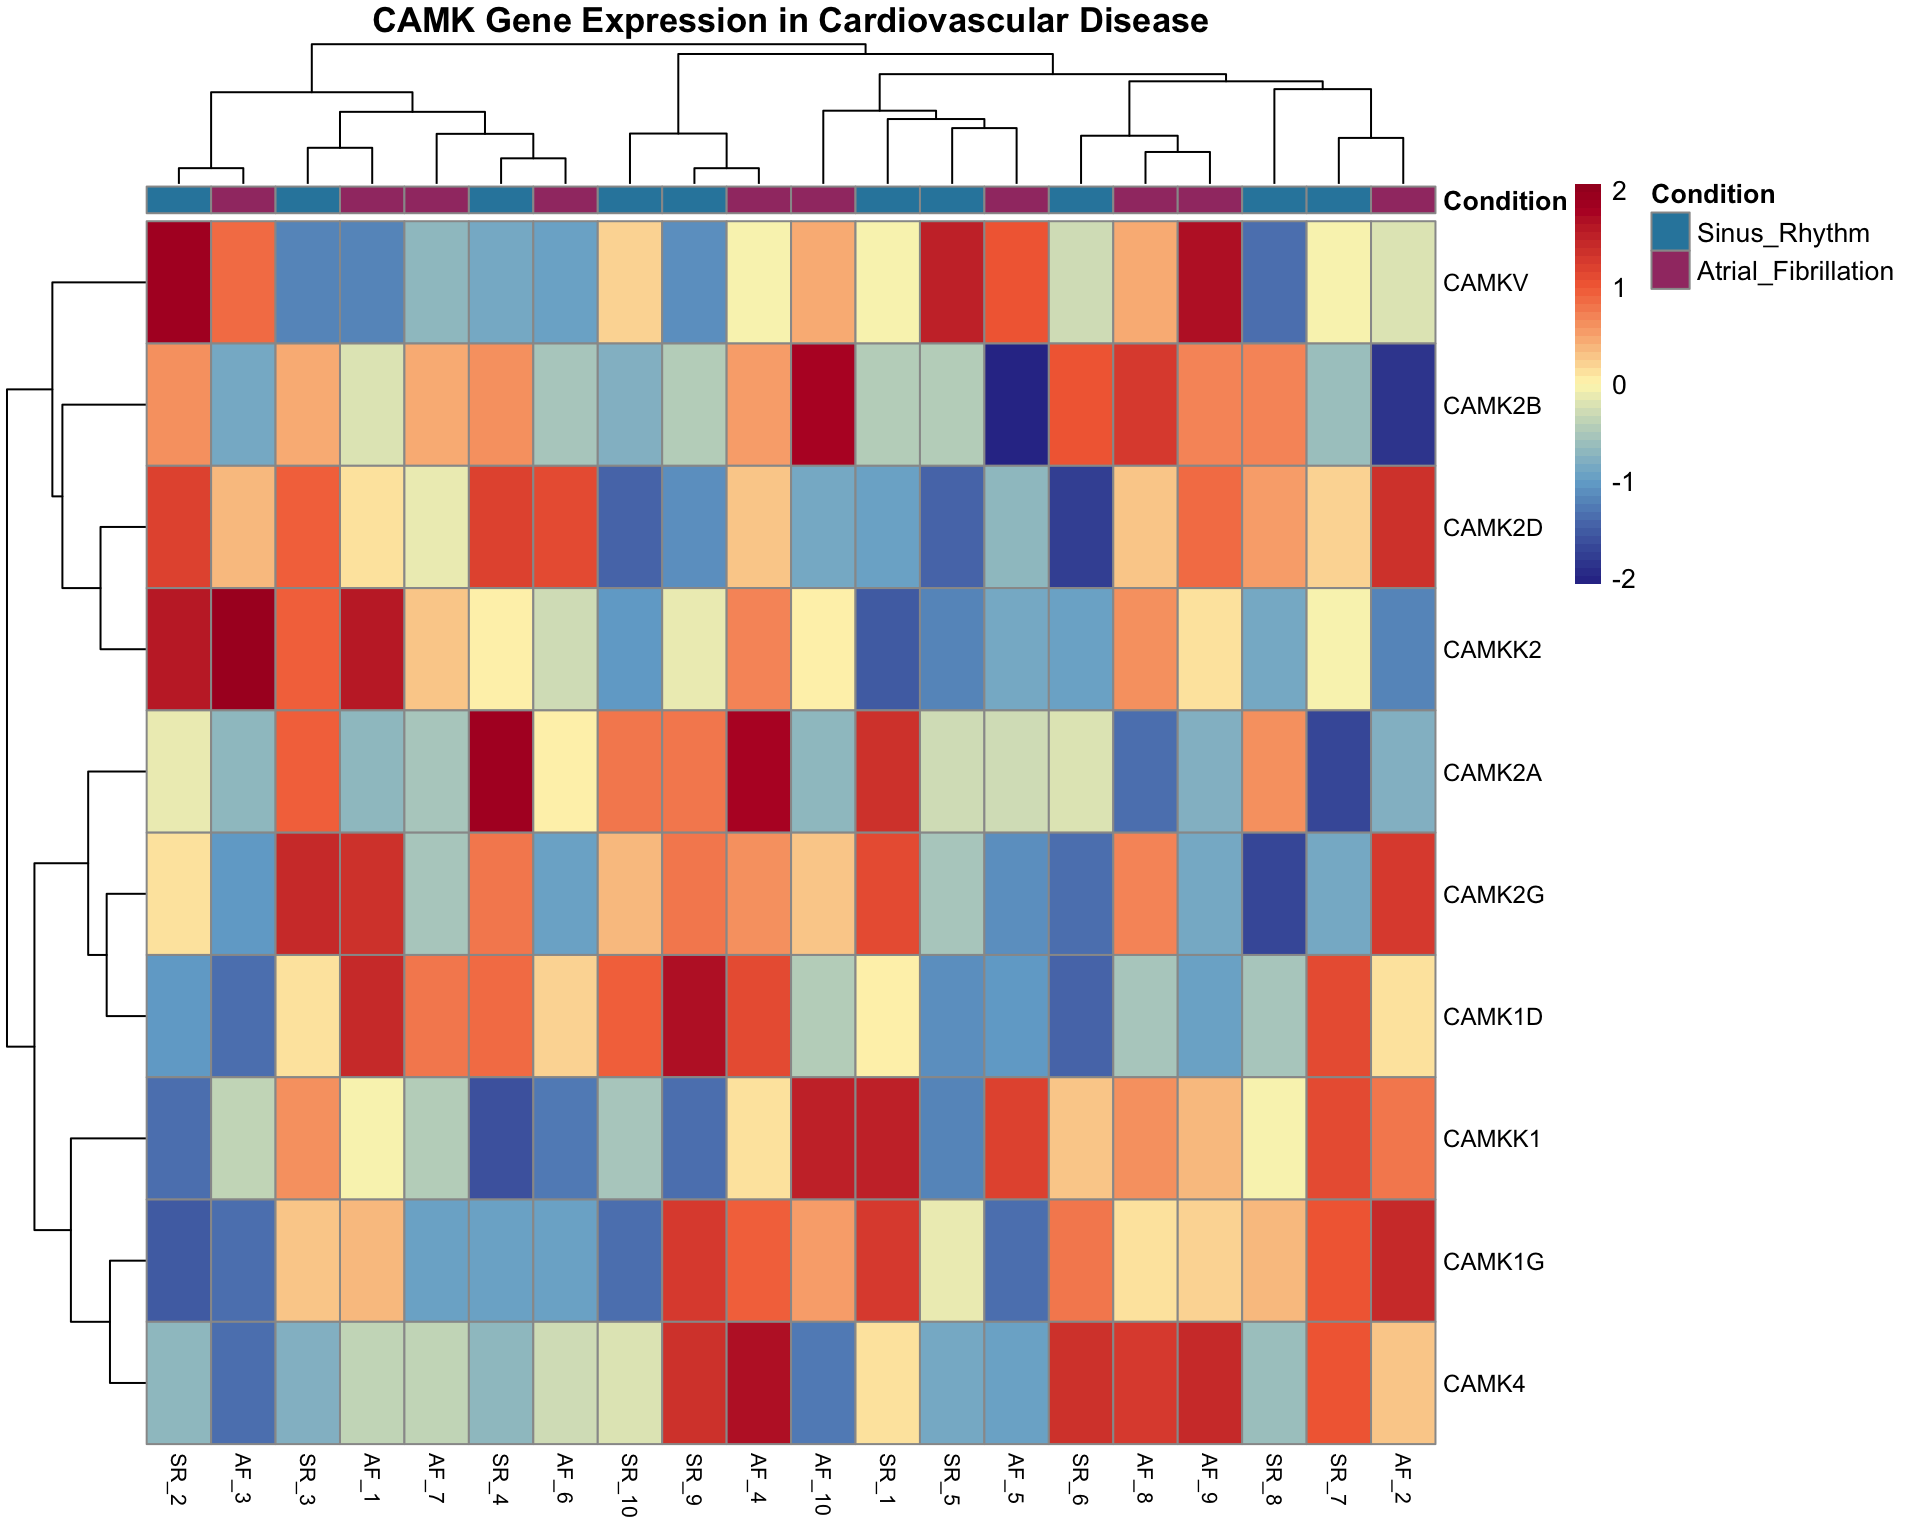 CAMK Gene Expression in Cardiovascular Disease
Condition
2
1
0
-1
-2
Condition
Sinus_Rhythm
Atrial_Fibrillation
CAMKV
CAMK2B
CAMK2D
CAMKK2
CAMK2A
CAMK2G
CAMK1D
CAMKK1
CAMK1G
CAMK4
SR_2
AF_3
SR_3
AF_1
AF_7
SR_4
AF_6
SR_10
SR_9
AF_4
AF_10
SR_1
SR_5
AF_5
SR_6
AF_8
AF_9
SR_8
SR_7
AF_2